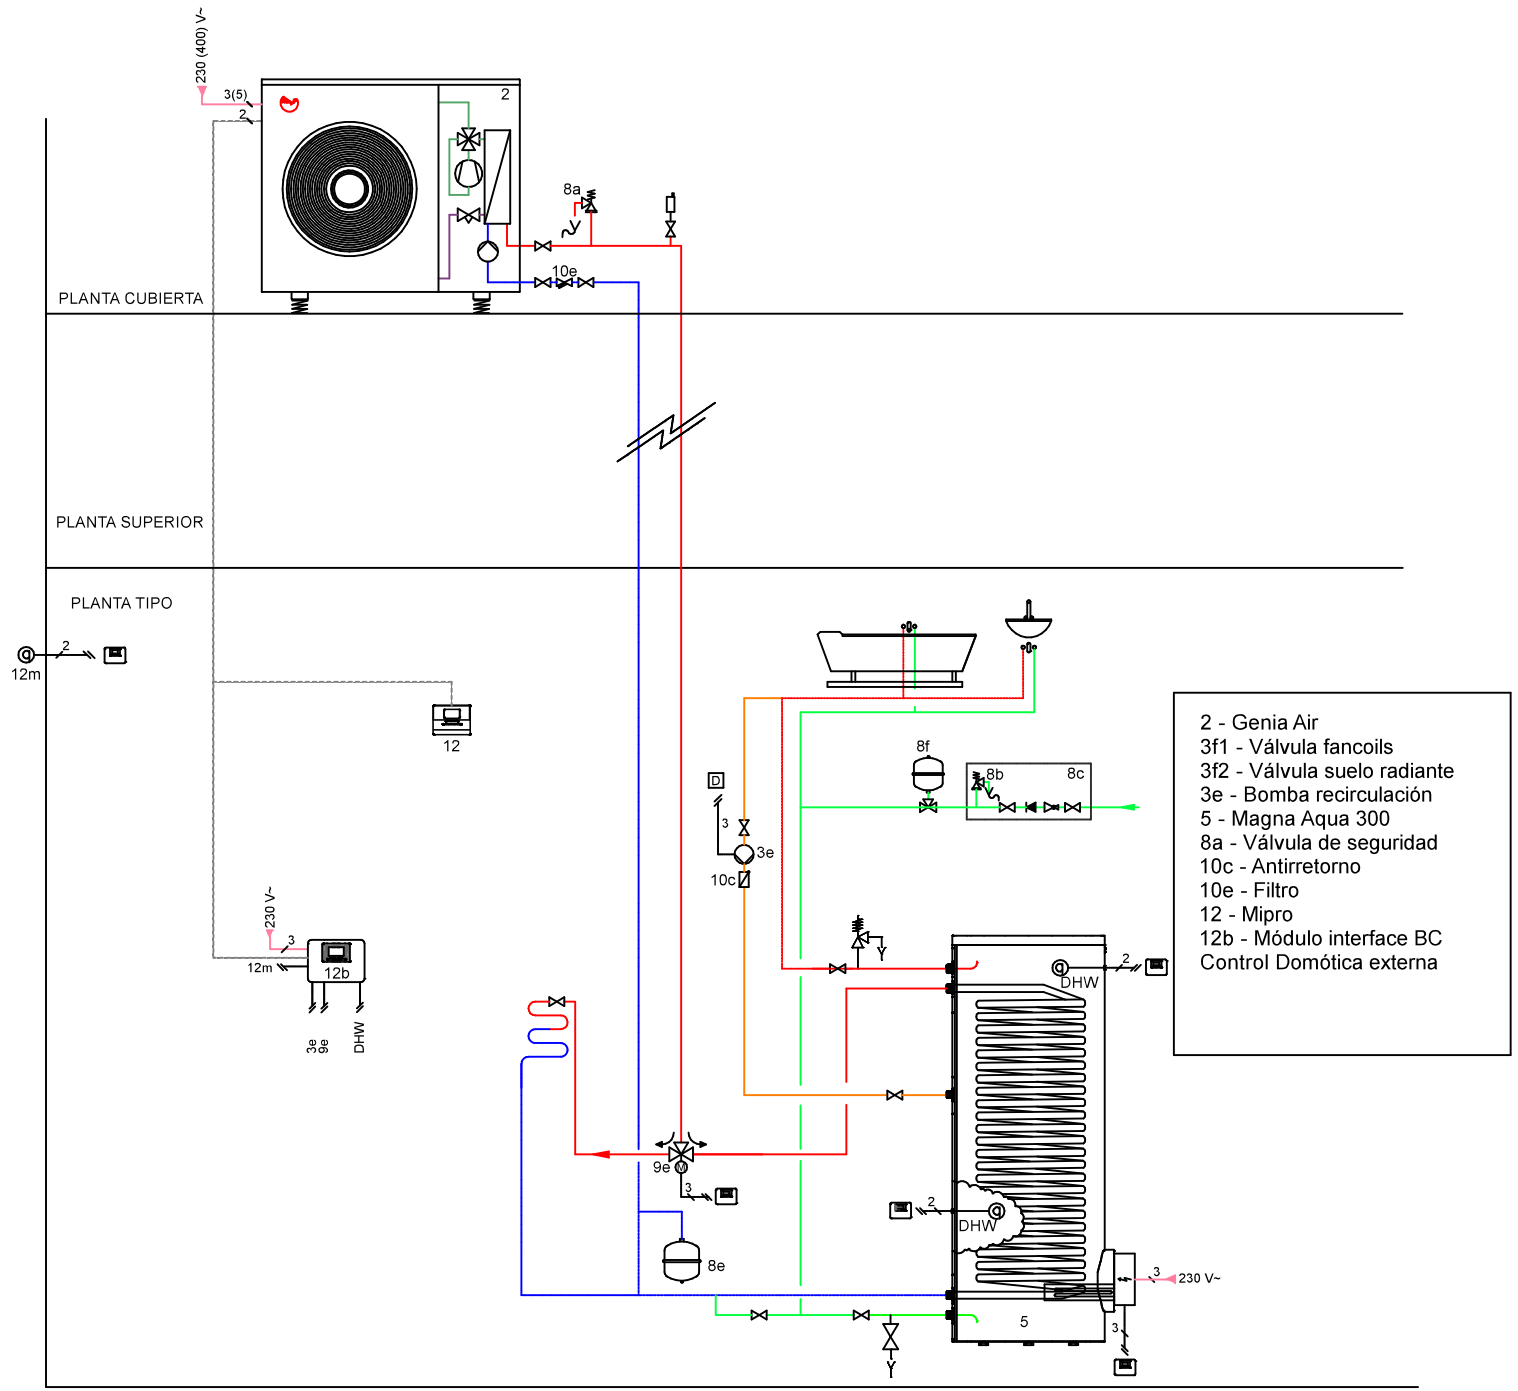 230 (400) V~
3(5)
2
2
8a
10e
PLANTA CUBIERTA
PLANTA SUPERIOR
PLANTA TIPO
2
12m
12
8f
8b
8c
D
3
3e
10c
2 - Genia Air
3f1 - Válvula fancoils
3f2 - Válvula suelo radiante
3e - Bomba recirculación
5 - Magna Aqua 300
8a - Válvula de seguridad
10c - Antirretorno
10e - Filtro
12 - Mipro
12b - Módulo interface BC
Control Domótica externa
230 V~
3
12m
12b
3e
9e
DHW
2
DHW
9e
M
3
2
DHW
8e
3
230 V~
5
3